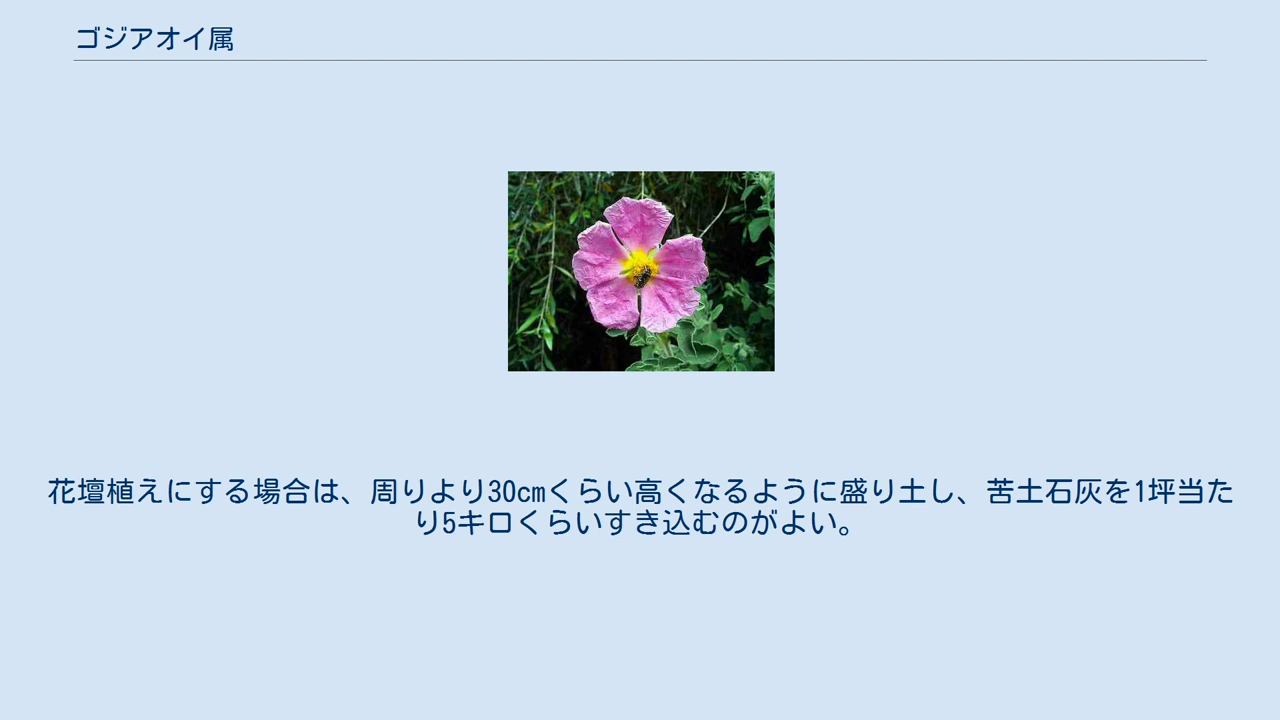 ゴジアオイ属
花壇植えにする場合は、周りより30cmくらい高くなるように盛り土し、苦土石灰を1坪当た
り5キロくらいすき込むのがよい。